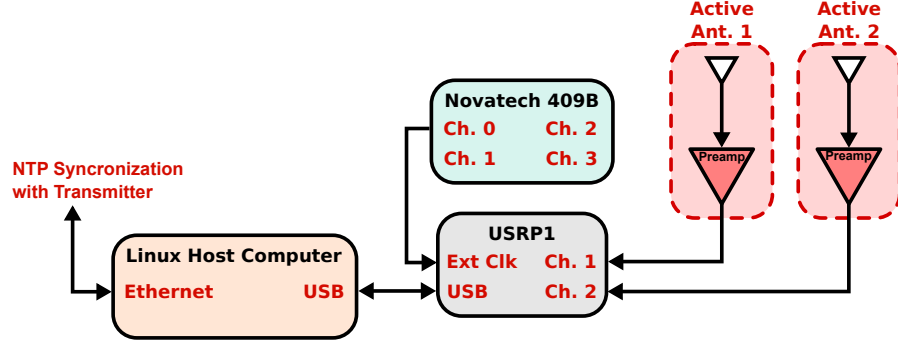 Active
Ant. 1
Active
Ant. 2
Preamp
Preamp
Novatech 409B
Ch. 0 Ch. 2
Ch. 1 Ch. 3
NTP Syncronization
with Transmitter
USRP1
Ext Clk Ch. 1
USB Ch. 2
Linux Host Computer
Ethernet USB